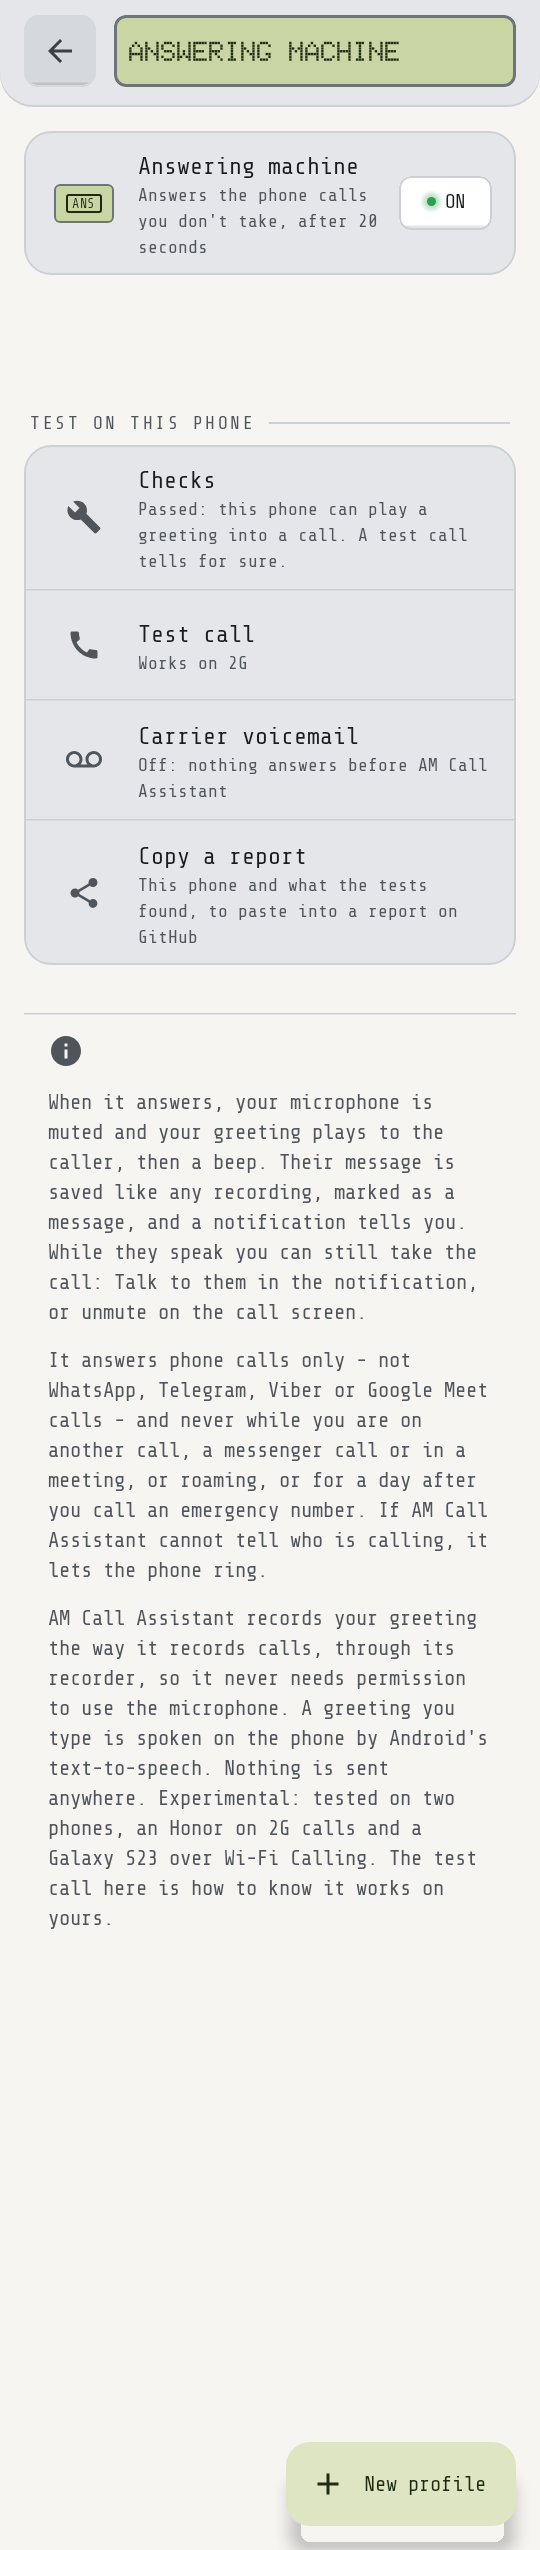 ANSWERING MACHINE
Answering machine
ANS
Answers the phone calls
you don't take, after 20
seconds
ON
TEST ON THIS PHONE
Checks
Passed: this phone can play a
greeting into a call. A test call
tells for sure.
Test call
Works on 2G
Carrier voicemail
Off: nothing answers before AM Call
Assistant
Copy a report
This phone and what the tests
found, to paste into a report on
GitHub
When it answers, your microphone is
muted and your greeting plays to the
caller, then a beep. Their message is
saved like any recording, marked as a
message, and a notification tells you.
While they speak you can still take the
call: Talk to them in the notification,
or unmute on the call screen.
It answers phone calls only - not
WhatsApp, Telegram, Viber or Google Meet
calls - and never while you are on
another call, a messenger call or in a
meeting, or roaming, or for a day after
you call an emergency number. If AM Call
Assistant cannot tell who is calling, it
lets the phone ring.
AM Call Assistant records your greeting
the way it records calls, through its
recorder, so it never needs permission
to use the microphone. A greeting you
type is spoken on the phone by Android's
text-to-speech. Nothing is sent
anywhere. Experimental: tested on two
phones, an Honor on 2G calls and a
Galaxy S23 over Wi-Fi Calling. The test
call here is how to know it works on
yours.
New profile